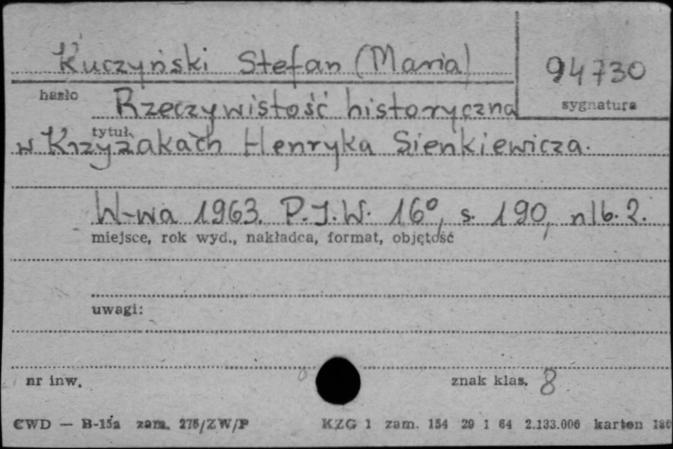 Kuczyński Stefan (Maria)
94730
hasło
sygnatura
Rzeczywistość historyczna
tytuł
w Krzyżakach Henryka Sienkiewicza.
W-wa 1963. P.I.W. 16°, s. 190, nlb. 2.
miejsce, rok wyd., nakładca, format, objętość
uwagi:
nr inw.
znak klas. 8
CWD — B-15a zam. 275/ZW/P
KZG 1 zam. 154 29 1 64 2.133.000 karton